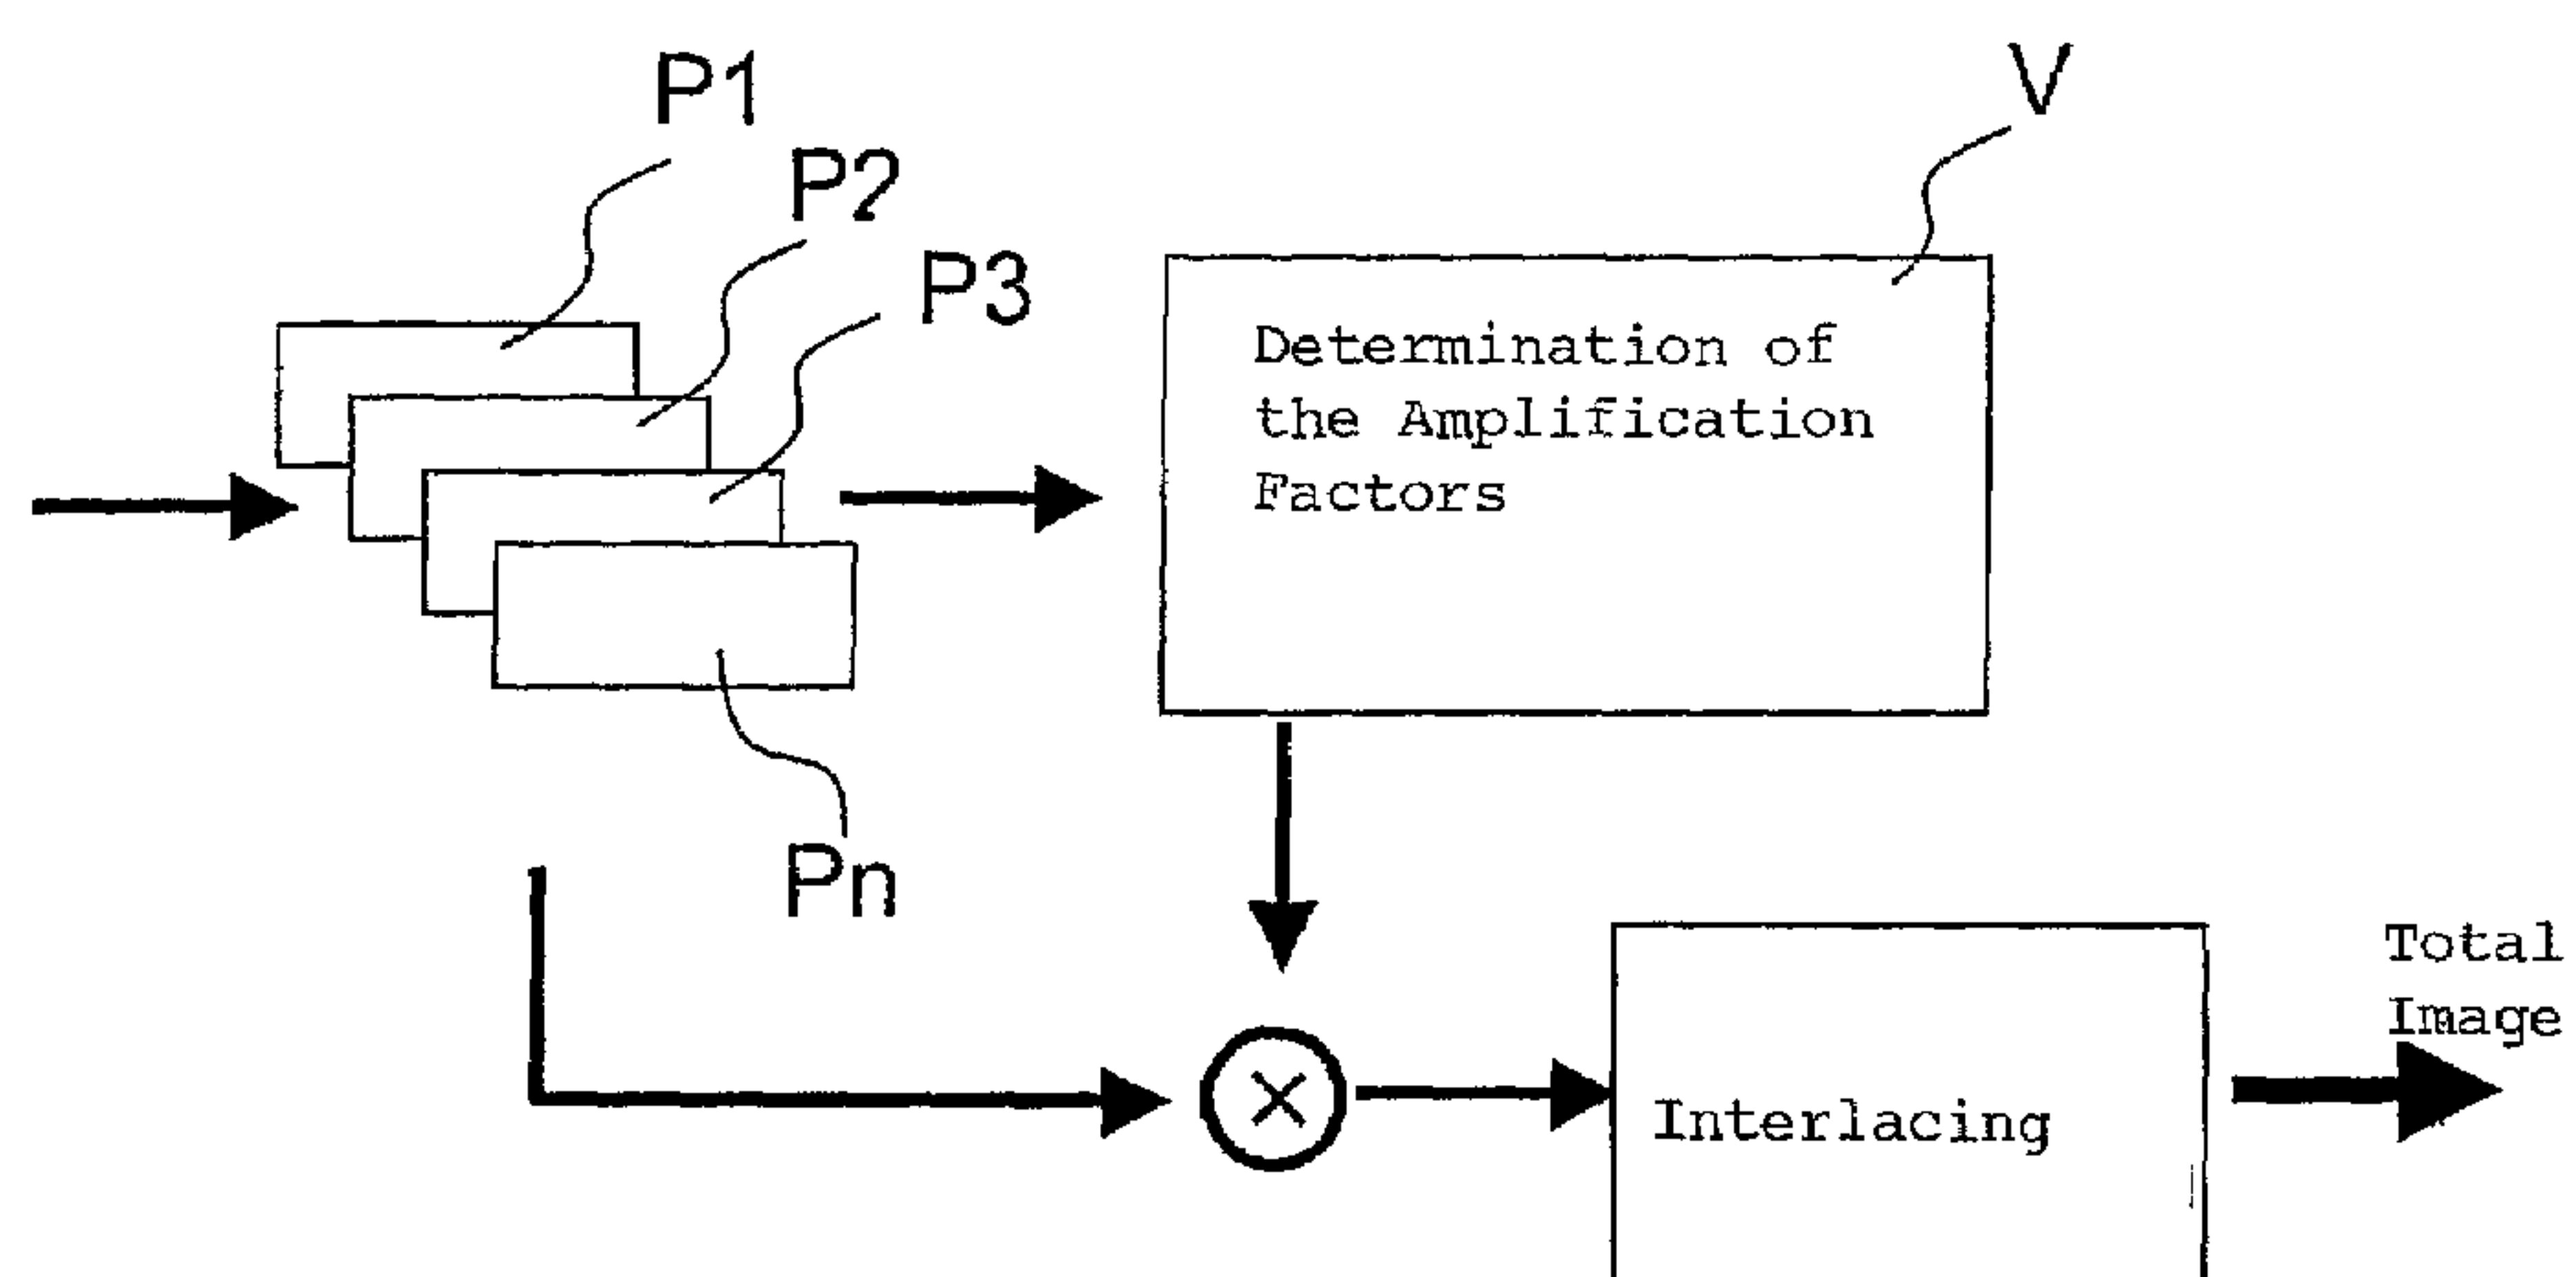 P1
P2
P3
V
Determination of
the Amplification
Factors
Pn
Total
Image
Interlacing